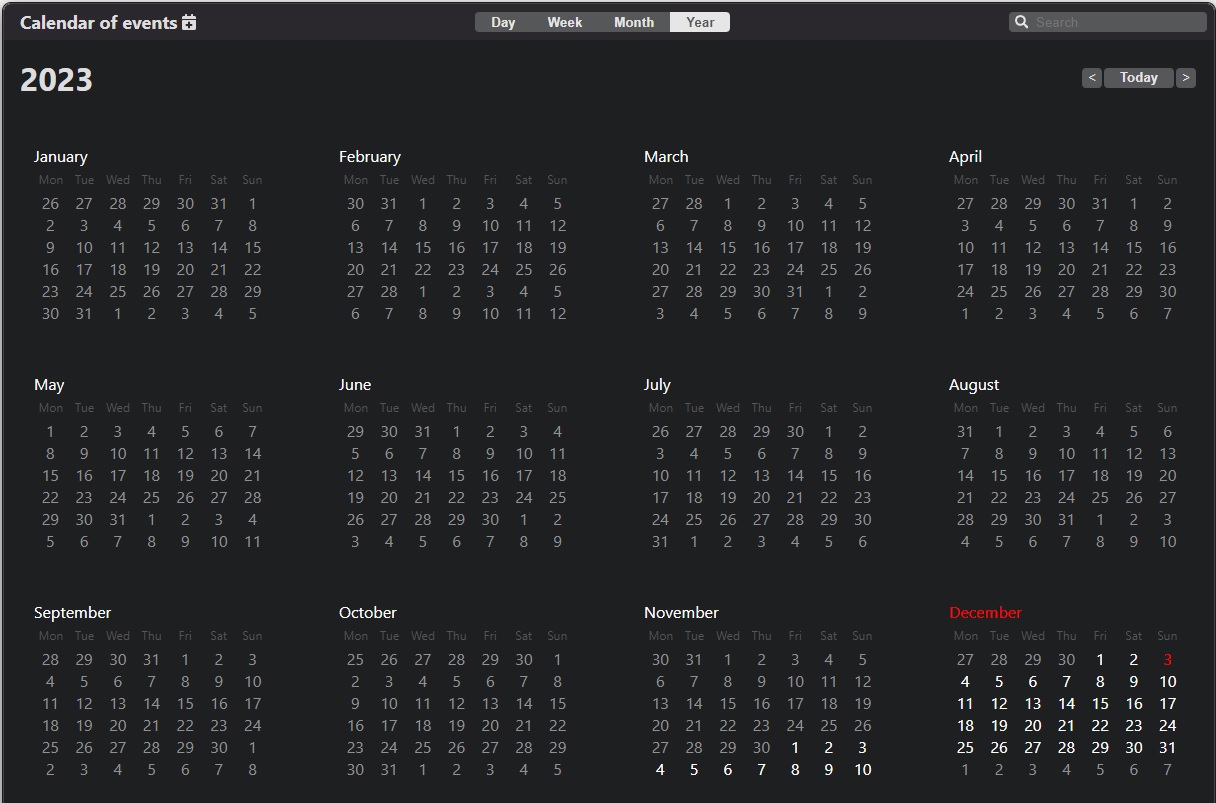 Calendar of events
Day Week Month Year
Search
2023
< Today >
January February March April
Mon Tue Wed Thu Fri Sat Sun Mon Tue Wed Thu Fri Sat Sun Mon Tue Wed Thu Fri Sat Sun Mon Tue Wed Thu Fri Sat Sun
26 27 28 29 30 31 1 30 31 1 2 3 4 5 27 28 1 2 3 4 5 27 28 29 30 31 1 2
2 3 4 5 6 7 8 6 7 8 9 10 11 12 6 7 8 9 10 11 12 3 4 5 6 7 8 9
9 10 11 12 13 14 15 13 14 15 16 17 18 19 13 14 15 16 17 18 19 10 11 12 13 14 15 16
16 17 18 19 20 21 22 20 21 22 23 24 25 26 20 21 22 23 24 25 26 17 18 19 20 21 22 23
23 24 25 26 27 28 29 27 28 1 2 3 4 5 27 28 29 30 31 1 2 24 25 26 27 28 29 30
30 31 1 2 3 4 5 6 7 8 9 10 11 12 3 4 5 6 7 8 9 1 2 3 4 5 6 7
May June July August
Mon Tue Wed Thu Fri Sat Sun Mon Tue Wed Thu Fri Sat Sun Mon Tue Wed Thu Fri Sat Sun Mon Tue Wed Thu Fri Sat Sun
1 2 3 4 5 6 7 29 30 31 1 2 3 4 26 27 28 29 30 1 2 31 1 2 3 4 5 6
8 9 10 11 12 13 14 5 6 7 8 9 10 11 3 4 5 6 7 8 9 7 8 9 10 11 12 13
15 16 17 18 19 20 21 12 13 14 15 16 17 18 10 11 12 13 14 15 16 14 15 16 17 18 19 20
22 23 24 25 26 27 28 19 20 21 22 23 24 25 17 18 19 20 21 22 23 21 22 23 24 25 26 27
29 30 31 1 2 3 4 26 27 28 29 30 1 2 24 25 26 27 28 29 30 28 29 30 31 1 2 3
5 6 7 8 9 10 11 3 4 5 6 7 8 9 31 1 2 3 4 5 6 4 5 6 7 8 9 10
September October November December
Mon Tue Wed Thu Fri Sat Sun Mon Tue Wed Thu Fri Sat Sun Mon Tue Wed Thu Fri Sat Sun Mon Tue Wed Thu Fri Sat Sun
28 29 30 31 1 2 3 25 26 27 28 29 30 1 30 31 1 2 3 4 5 27 28 29 30 1 2 3
4 5 6 7 8 9 10 2 3 4 5 6 7 8 6 7 8 9 10 11 12 4 5 6 7 8 9 10
11 12 13 14 15 16 17 9 10 11 12 13 14 15 13 14 15 16 17 18 19 11 12 13 14 15 16 17
18 19 20 21 22 23 24 16 17 18 19 20 21 22 20 21 22 23 24 25 26 18 19 20 21 22 23 24
25 26 27 28 29 30 1 23 24 25 26 27 28 29 27 28 29 30 1 2 3 25 26 27 28 29 30 31
2 3 4 5 6 7 8 30 31 1 2 3 4 5 4 5 6 7 8 9 10 1 2 3 4 5 6 7